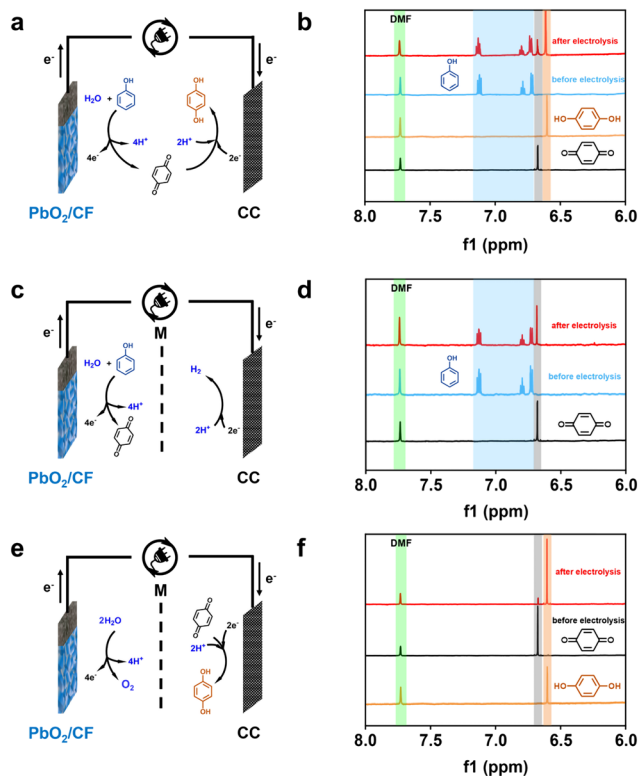 a
e⁻
e⁻
H₂O +
OH
OH
OH
4H⁺
2H⁺
4e⁻
2e⁻
O
O
PbO₂/CF
CC
b
DMF
after electrolysis
OH
before electrolysis
HO
OH
O
O
8.0
7.5
7.0
6.5
6.0
f1 (ppm)
c
e⁻
M
e⁻
H₂O +
OH
H₂
4H⁺
4e⁻
2H⁺
2e⁻
O
O
PbO₂/CF
CC
d
DMF
after electrolysis
OH
before electrolysis
O
O
8.0
7.5
7.0
6.5
6.0
f1 (ppm)
e
e⁻
M
e⁻
2H₂O
O
O
2e⁻
2H⁺
4H⁺
4e⁻
O₂
OH
OH
PbO₂/CF
CC
f
DMF
after electrolysis
before electrolysis
O
O
HO
OH
8.0
7.5
7.0
6.5
6.0
f1 (ppm)